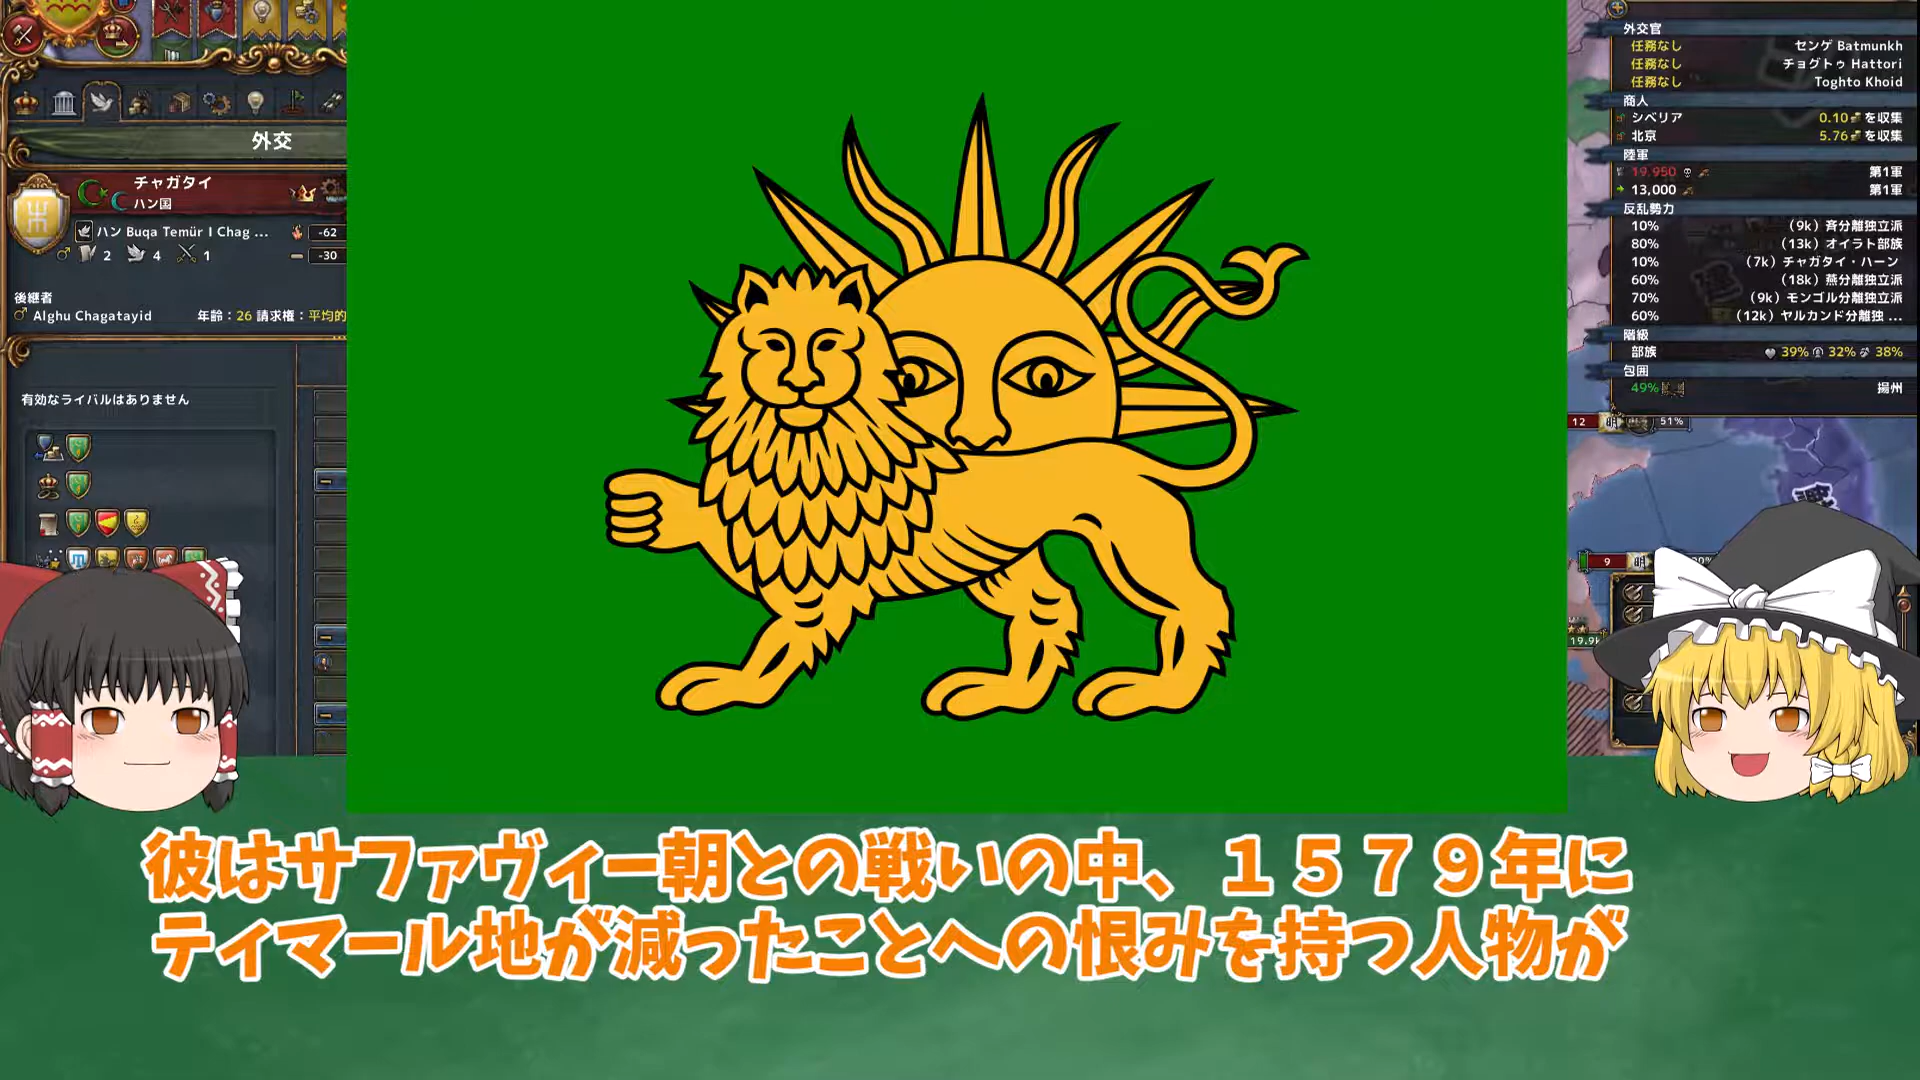 外交
チャガタイ
ハン国
ハン Buqa Temür I Chag ...
-62
2
4
1
-30
後継者
Alghu Chagatayid
年齢：26 請求権：平均的
有効なライバルはありません
外交官
任務なし
センゲ Batmunkh
任務なし
チョグトゥ Hattori
任務なし
Toghto Khoid
商人
シベリア
0.10を収集
北京
5.76を収集
陸軍
19,950
第1軍
13,000
第1軍
反乱勢力
10%
（9k）斉分離独立派
80%
（13k）オイラト部族
10%
（7k）チャガタイ・ハーン
60%
（18k）燕分離独立派
70%
（9k）モンゴル分離独立派
60%
（12k）ヤルカンド分離独 ...
階級
部族
39% 32% 38%
包囲
49%
揚州
12
明
51%
9
明
彼はサファヴィー朝との戦いの中、１５７９年に
ティマール地が減ったことへの恨みを持つ人物が